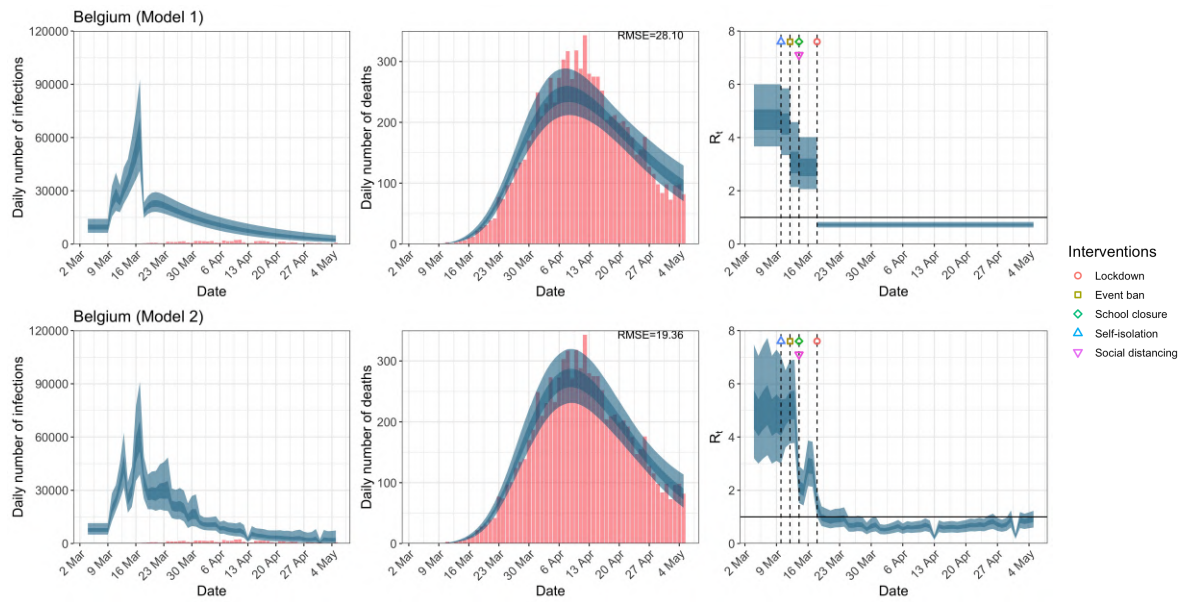 Belgium (Model 1)
Daily number of infections
120000
90000
60000
30000
0
2 Mar
9 Mar
16 Mar
23 Mar
30 Mar
6 Apr
13 Apr
20 Apr
27 Apr
4 May
Date
RMSE=28.10
Daily number of deaths
300
200
100
0
2 Mar
9 Mar
16 Mar
23 Mar
30 Mar
6 Apr
13 Apr
20 Apr
27 Apr
4 May
Date
Rt
8
6
4
2
0
2 Mar
9 Mar
16 Mar
23 Mar
30 Mar
6 Apr
13 Apr
20 Apr
27 Apr
4 May
Date
Belgium (Model 2)
Daily number of infections
120000
90000
60000
30000
0
2 Mar
9 Mar
16 Mar
23 Mar
30 Mar
6 Apr
13 Apr
20 Apr
27 Apr
4 May
Date
RMSE=19.36
Daily number of deaths
300
200
100
0
2 Mar
9 Mar
16 Mar
23 Mar
30 Mar
6 Apr
13 Apr
20 Apr
27 Apr
4 May
Date
Rt
8
6
4
2
0
2 Mar
9 Mar
16 Mar
23 Mar
30 Mar
6 Apr
13 Apr
20 Apr
27 Apr
4 May
Date
Interventions
Lockdown
Event ban
School closure
Self-isolation
Social distancing